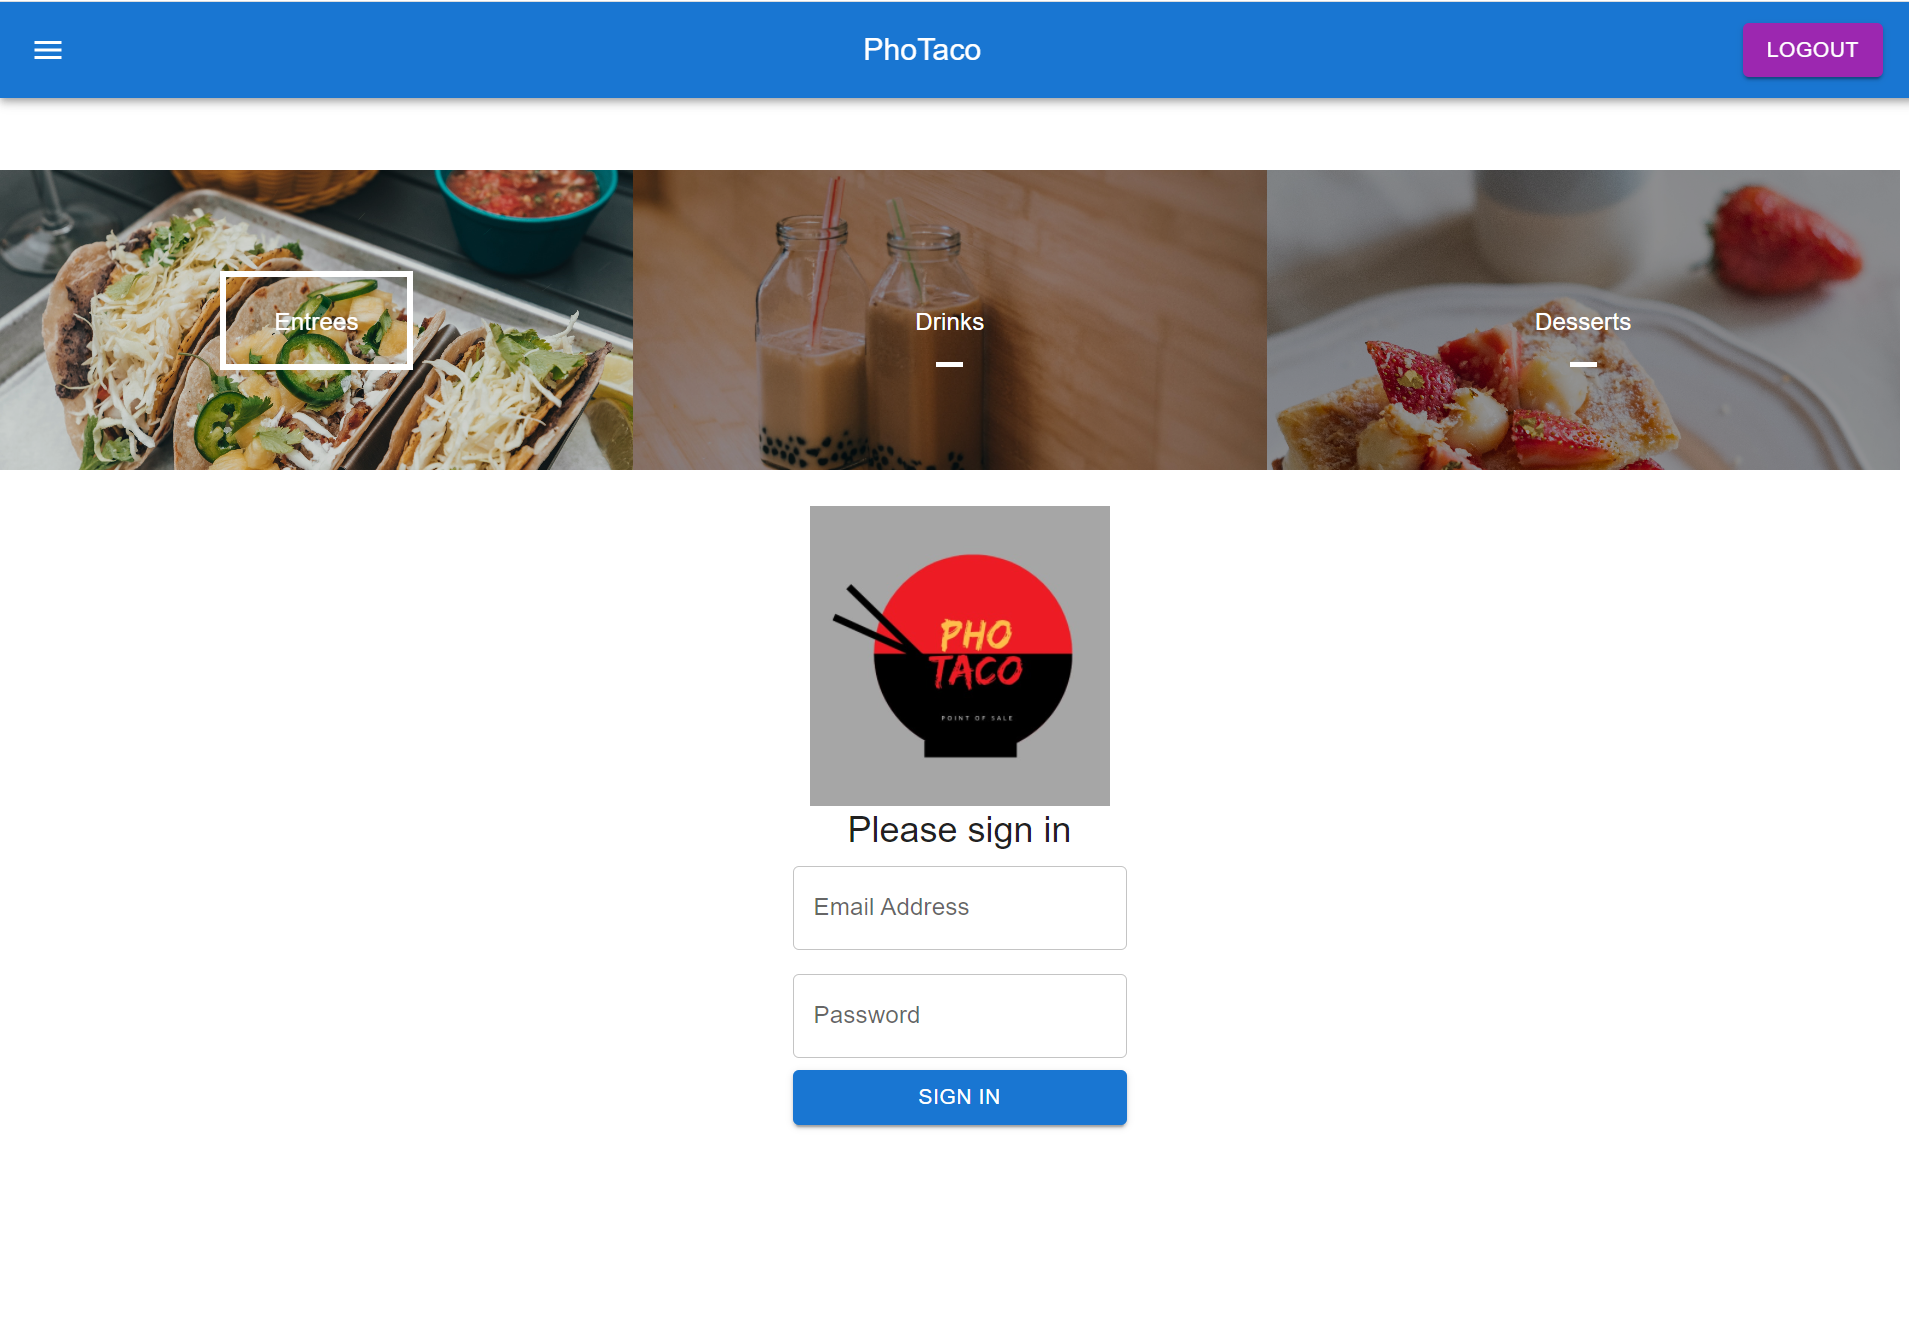 PhoTaco
LOGOUT
Entrees
Drinks
Desserts
PHO
TACO
POINT OF SALE
Please sign in
Email Address
Password
SIGN IN